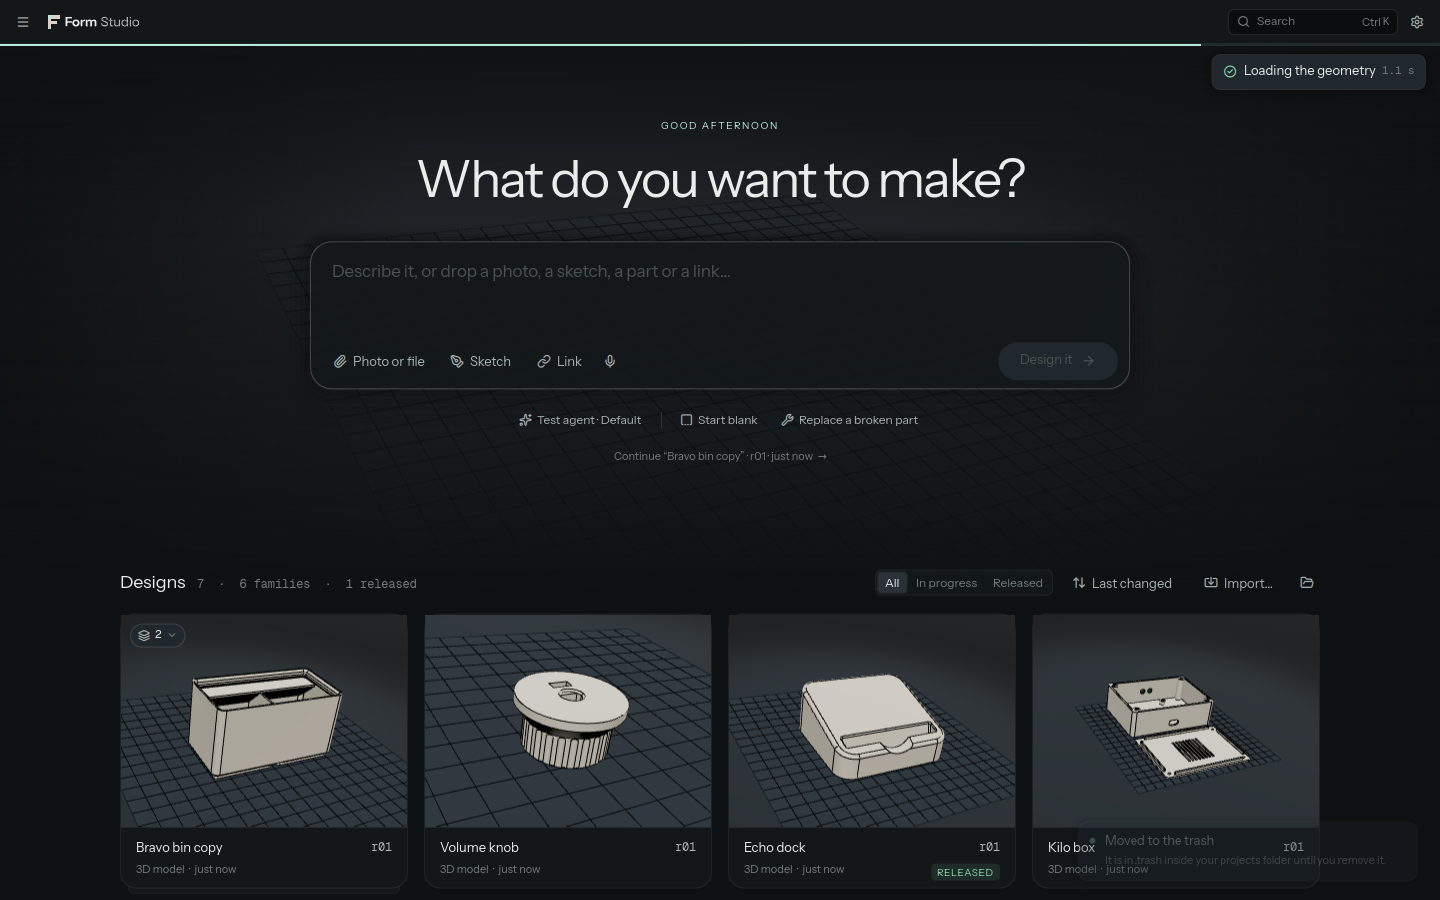 Form Studio
Search Ctrl K
Loading the geometry 1.1 s
GOOD AFTERNOON
What do you want to make?
Describe it, or drop a photo, a sketch, a part or a link...
Photo or file Sketch Link Design it →
Test agent · Default Start blank Replace a broken part
Continue "Bravo bin copy" · r01 · just now →
Designs 7 · 6 families · 1 released
All In progress Released Last changed Import...
2
Bravo bin copy r01
3D model · just now
Volume knob r01
3D model · just now
Echo dock r01
3D model · just now RELEASED
Kilo box r01
3D model · just now
Moved to the trash
It is in .trash inside your projects folder until you remove it.